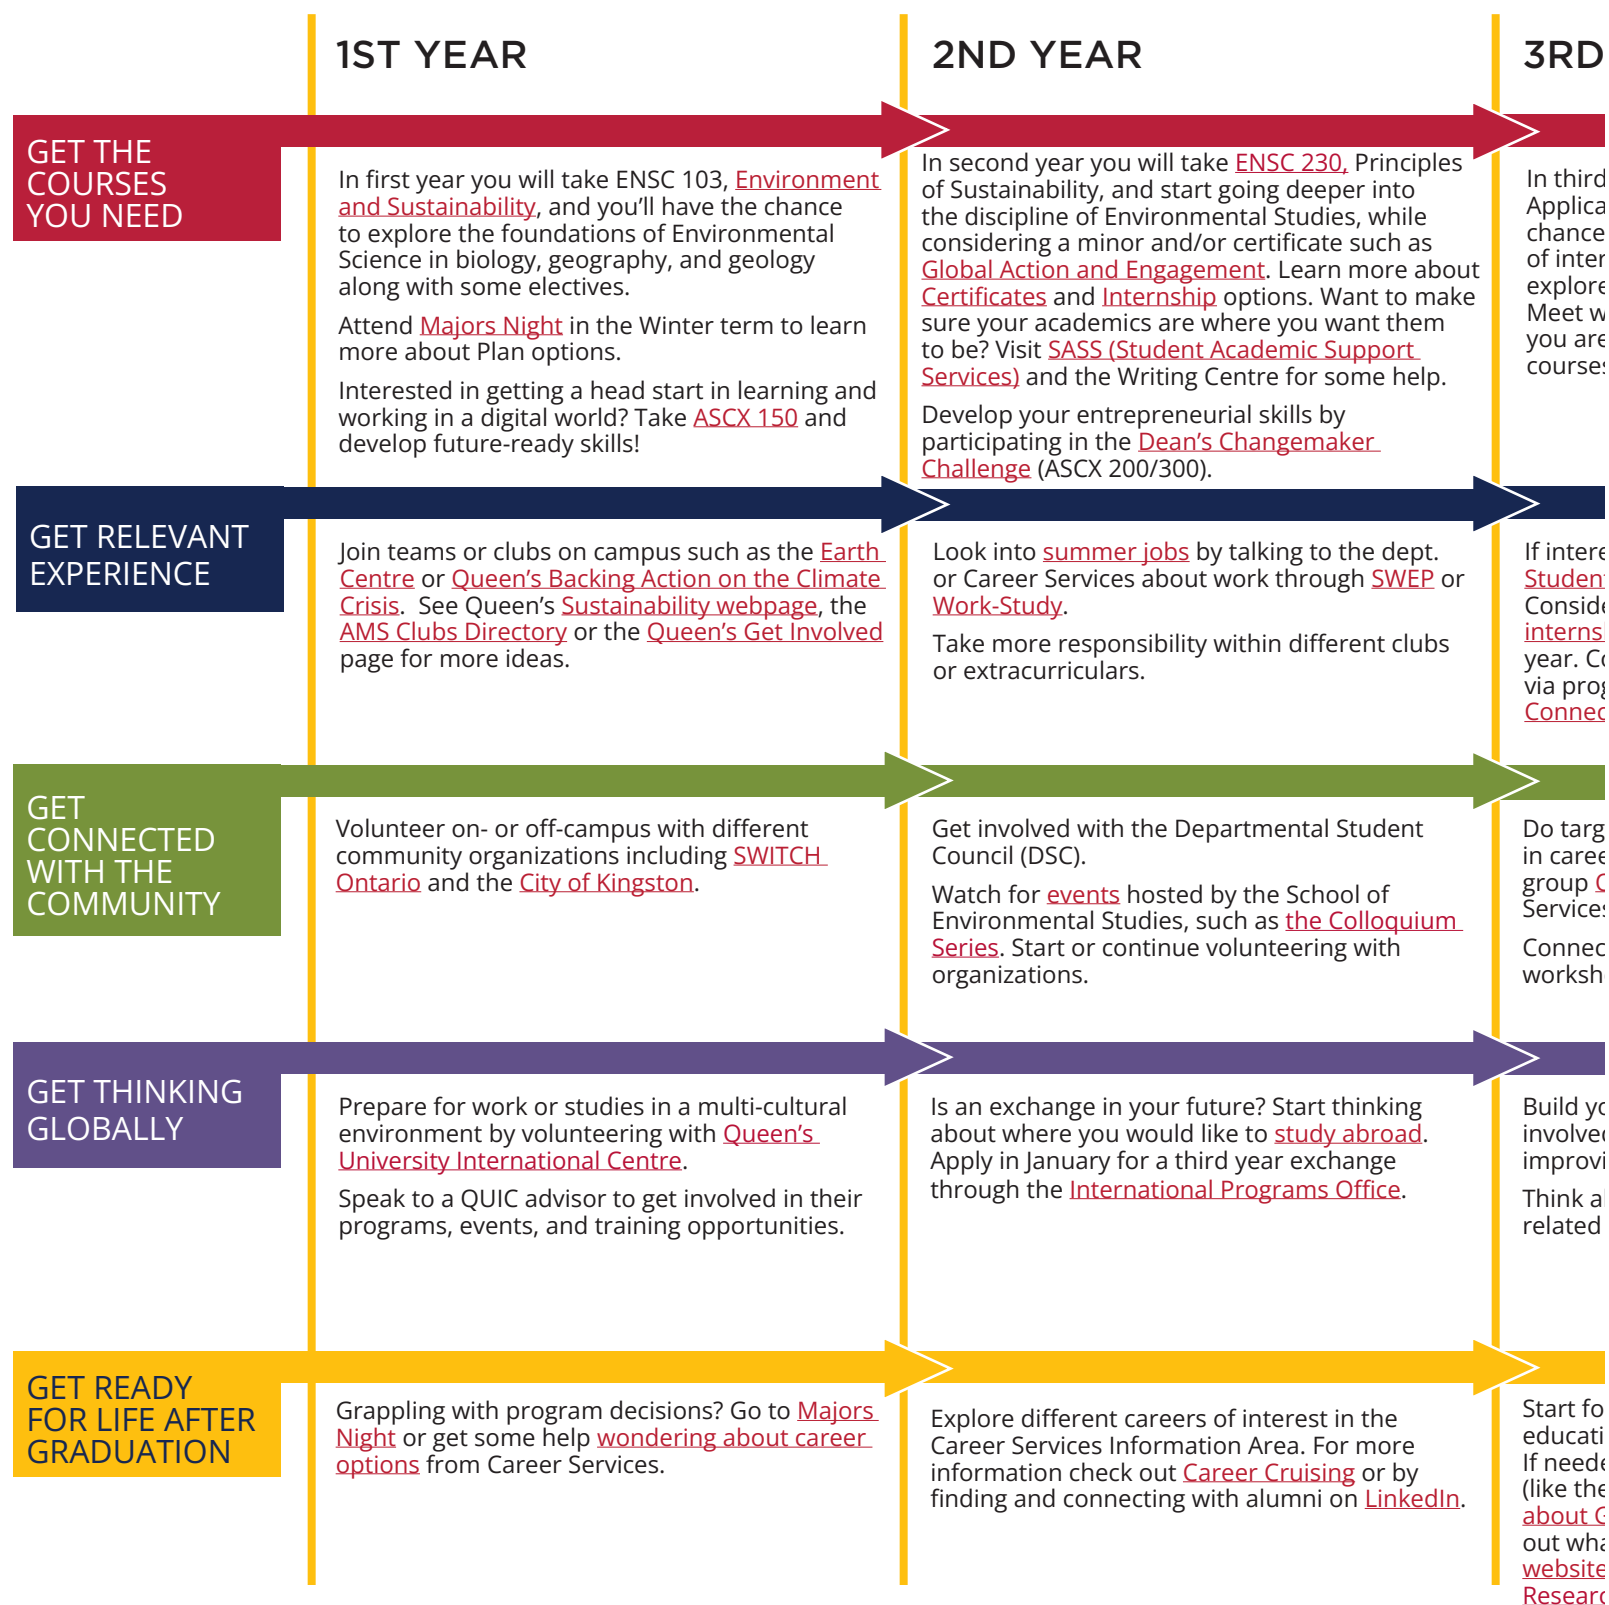 1ST YEAR
2ND YEAR
3RD
GET THE
COURSES
YOU NEED
In first year you will take ENSC 103, Environment
and Sustainability, and you’ll have the chance
to explore the foundations of Environmental
Science in biology, geography, and geology
along with some electives.
Attend Majors Night in the Winter term to learn
more about Plan options.
Interested in getting a head start in learning and
working in a digital world? Take ASCX 150 and
develop future-ready skills!
In second year you will take ENSC 230, Principles
of Sustainability, and start going deeper into
the discipline of Environmental Studies, while
considering a minor and/or certificate such as
Global Action and Engagement. Learn more about
Certificates and Internship options. Want to make
sure your academics are where you want them
to be? Visit SASS (Student Academic Support
Services) and the Writing Centre for some help.
Develop your entrepreneurial skills by
participating in the Dean’s Changemaker
Challenge (ASCX 200/300).
In third
chance
of
Meet
you are
GET RELEVANT
EXPERIENCE
Join teams or clubs on campus such as the Earth
Centre or Queen’s Backing Action on the Climate
Crisis. See Queen’s Sustainability webpage, the
AMS Clubs Directory or the Queen’s Get Involved
page for more ideas.
Look into summer jobs by talking to the dept.
or Career Services about work through SWEP or
Work-Study.
Take more responsibility within different clubs
or extracurriculars.
If
year.
via
GET
CONNECTED
WITH THE
COMMUNITY
Volunteer on- or off-campus with different
community organizations including SWITCH
Ontario and the City of Kingston.
Get involved with the Departmental Student
Council (DSC).
Watch for events hosted by the School of
Environmental Studies, such as the Colloquium
Series. Start or continue volunteering with
organizations.
Do
in
group
Services
GET THINKING
GLOBALLY
Prepare for work or studies in a multi-cultural
environment by volunteering with Queen’s
University International Centre.
Speak to a QUIC advisor to get involved in their
programs, events, and training opportunities.
Is an exchange in your future? Start thinking
about where you would like to study abroad.
Apply in January for a third year exchange
through the International Programs Office.
Build
Think
related
GET READY
FOR LIFE AFTER
GRADUATION
Grappling with program decisions? Go to Majors
Night or get some help wondering about career
options from Career Services.
Explore different careers of interest in the
Career Services Information Area. For more
information check out Career Cruising or by
finding and connecting with alumni on LinkedIn.
Start
If
(like
about
out
website